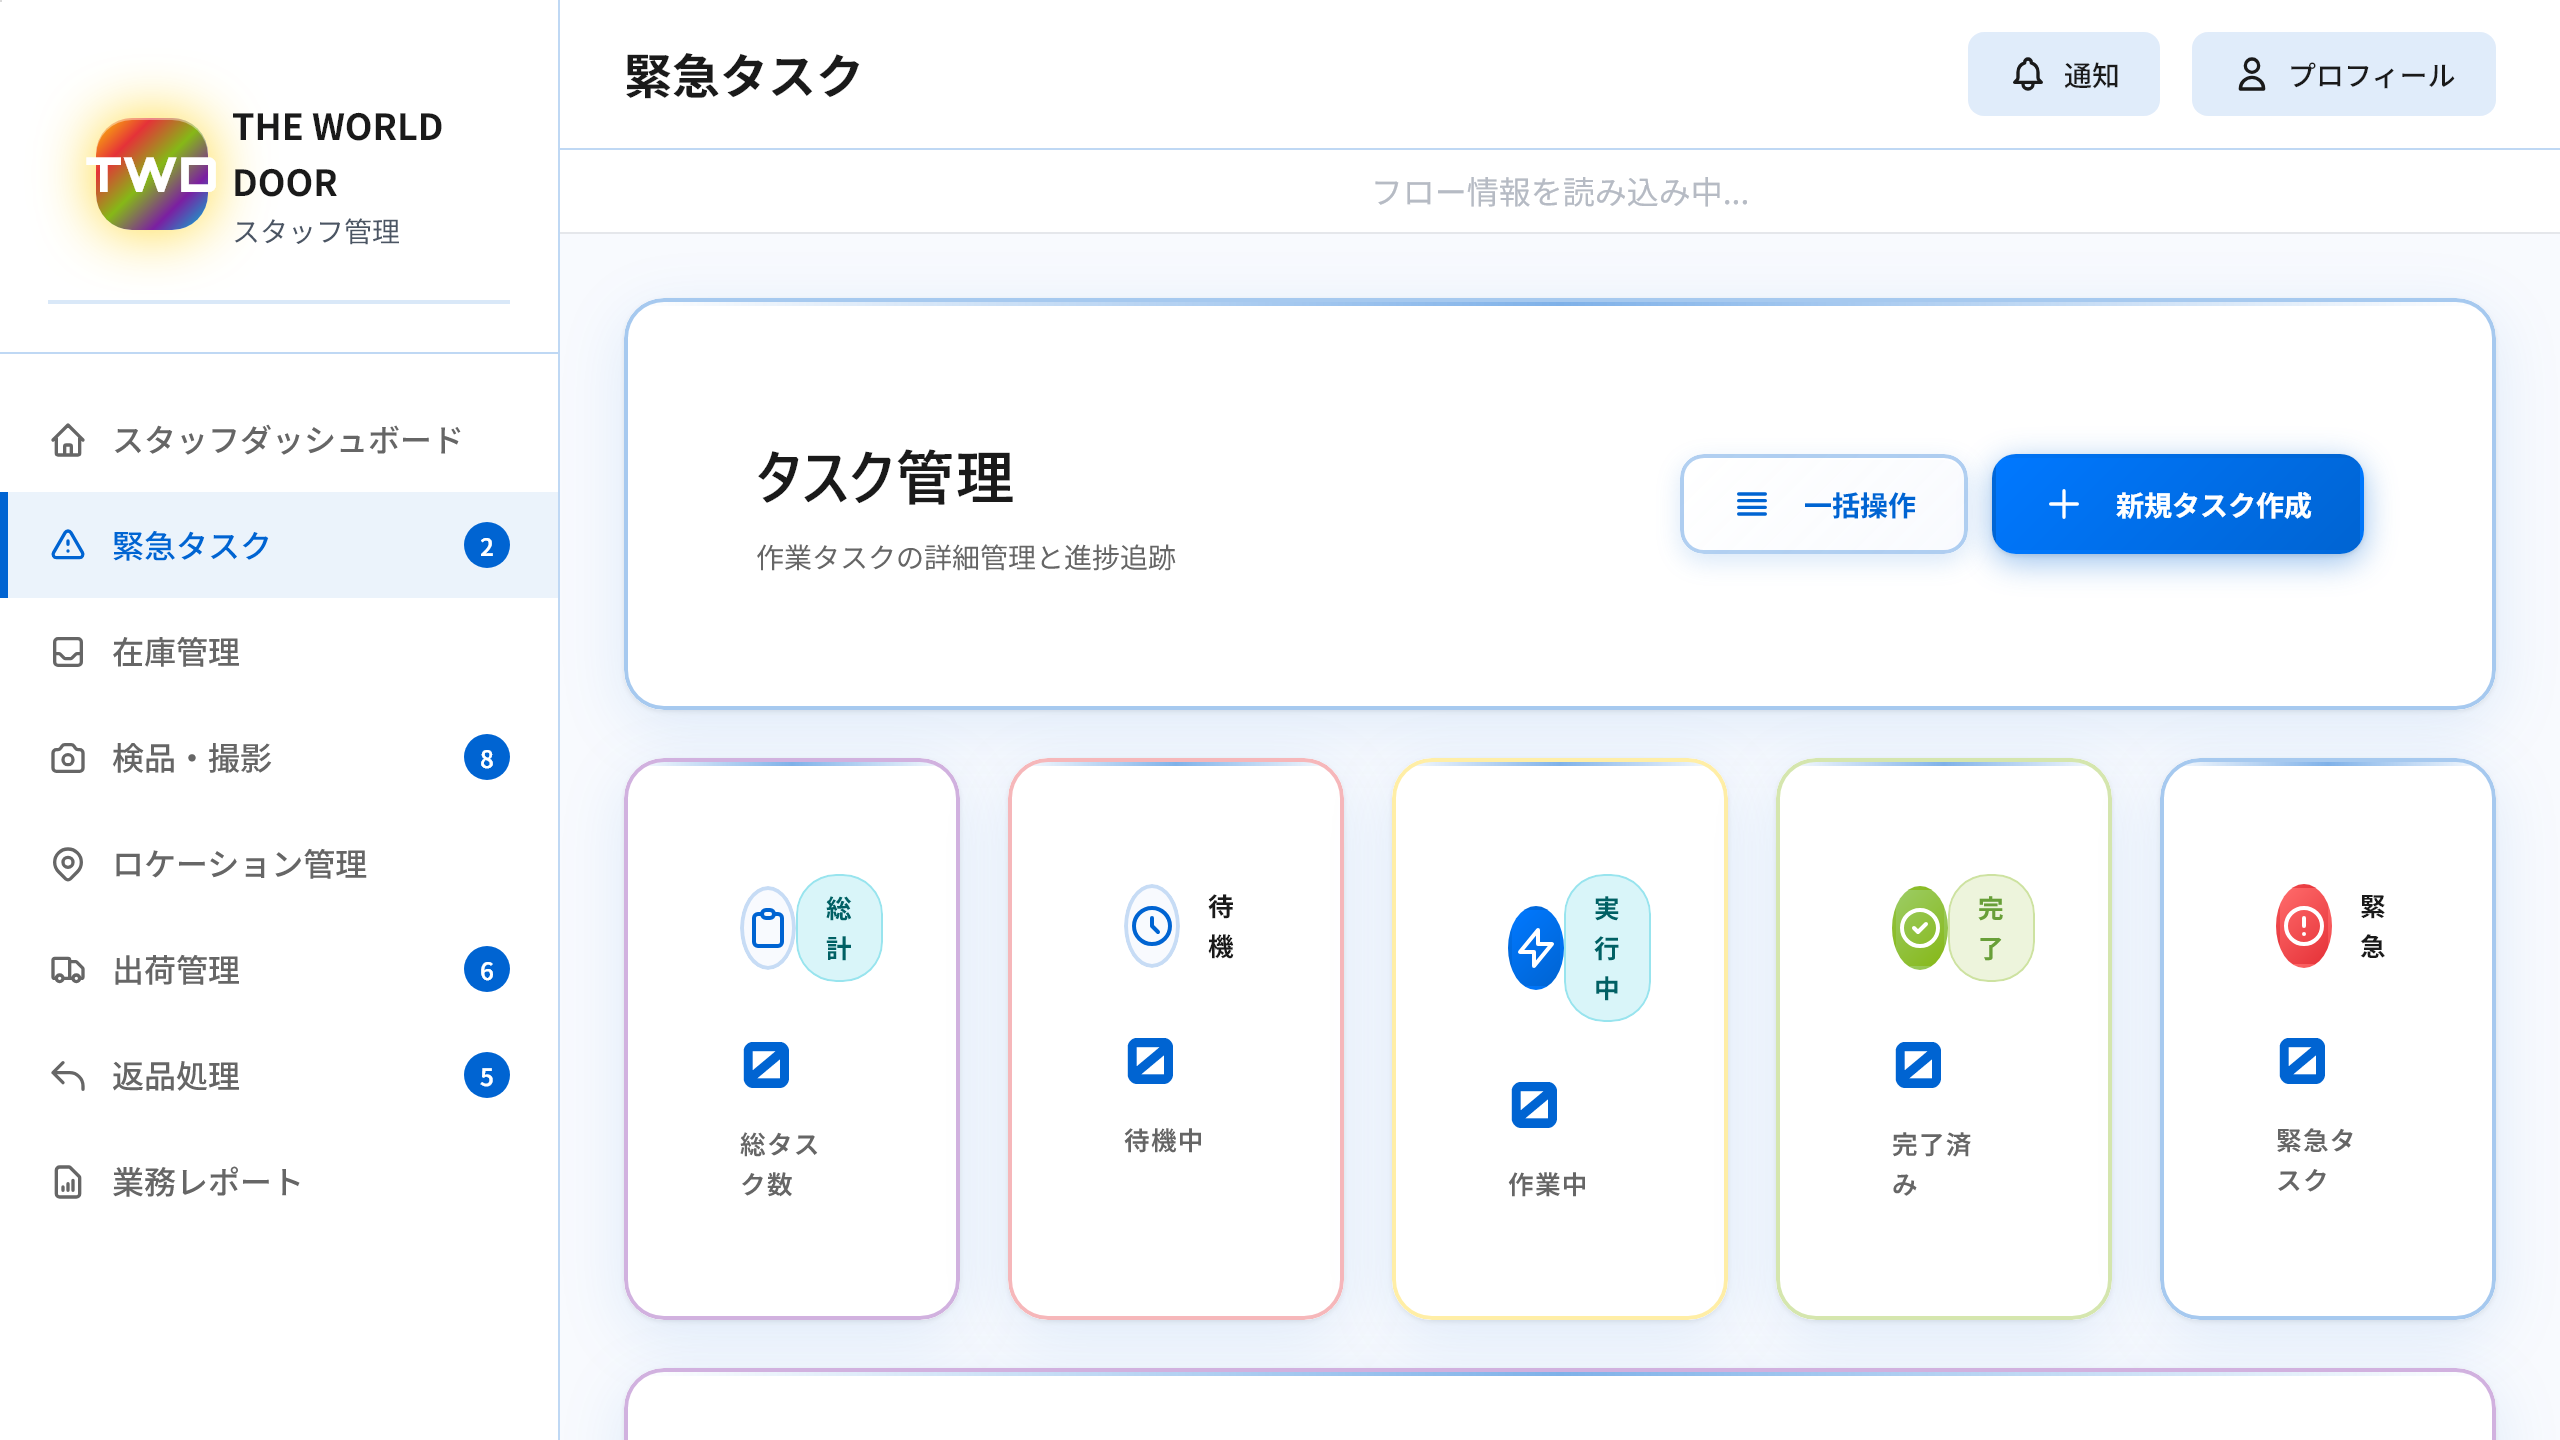 TWD
THE WORLD
DOOR
スタッフ管理
スタッフダッシュボード
緊急タスク
2
在庫管理
検品・撮影
8
ロケーション管理
出荷管理
6
返品処理
5
業務レポート
緊急タスク
通知
プロフィール
フロー情報を読み込み中...
タスク管理
作業タスクの詳細管理と進捗追跡
一括操作
新規タスク作成
総
計
0
総タス
ク数
待
機
0
待機中
実
行
中
0
作業中
完
了
0
完了済
み
緊
急
0
緊急タ
スク